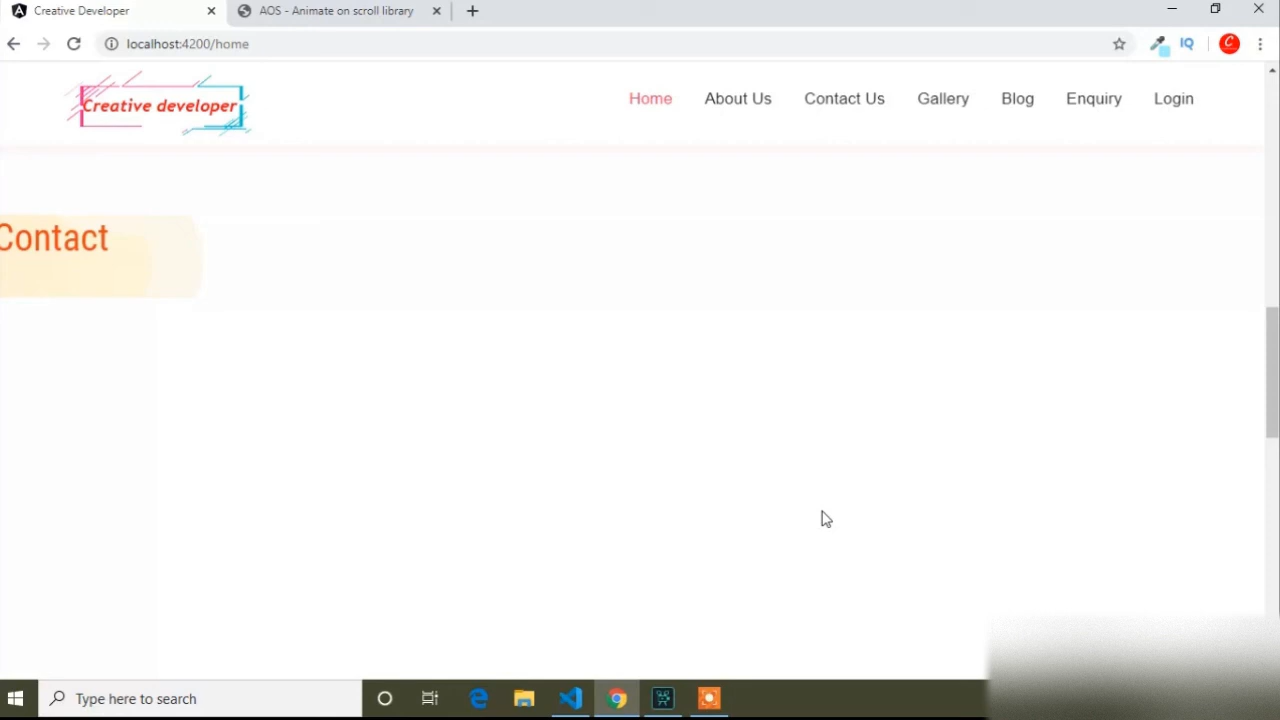 Creative Developer
AOS - Animate on scroll library
localhost:4200/home
IQ
Creative developer
Home
About Us
Contact Us
Gallery
Blog
Enquiry
Login
Contact
Type here to search